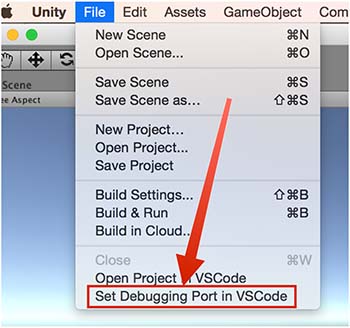 Unity File Edit Assets GameObject Com
New Scene ⌘N
Open Scene... ⌘O
Scene
ee Aspect
Save Scene ⌘S
Save Scene as... ⇧⌘S
New Project...
Open Project...
Save Project
Build Settings... ⇧⌘B
Build & Run ⌘B
Build in Cloud...
Close ⌘W
Open Project in VSCode
Set Debugging Port in VSCode